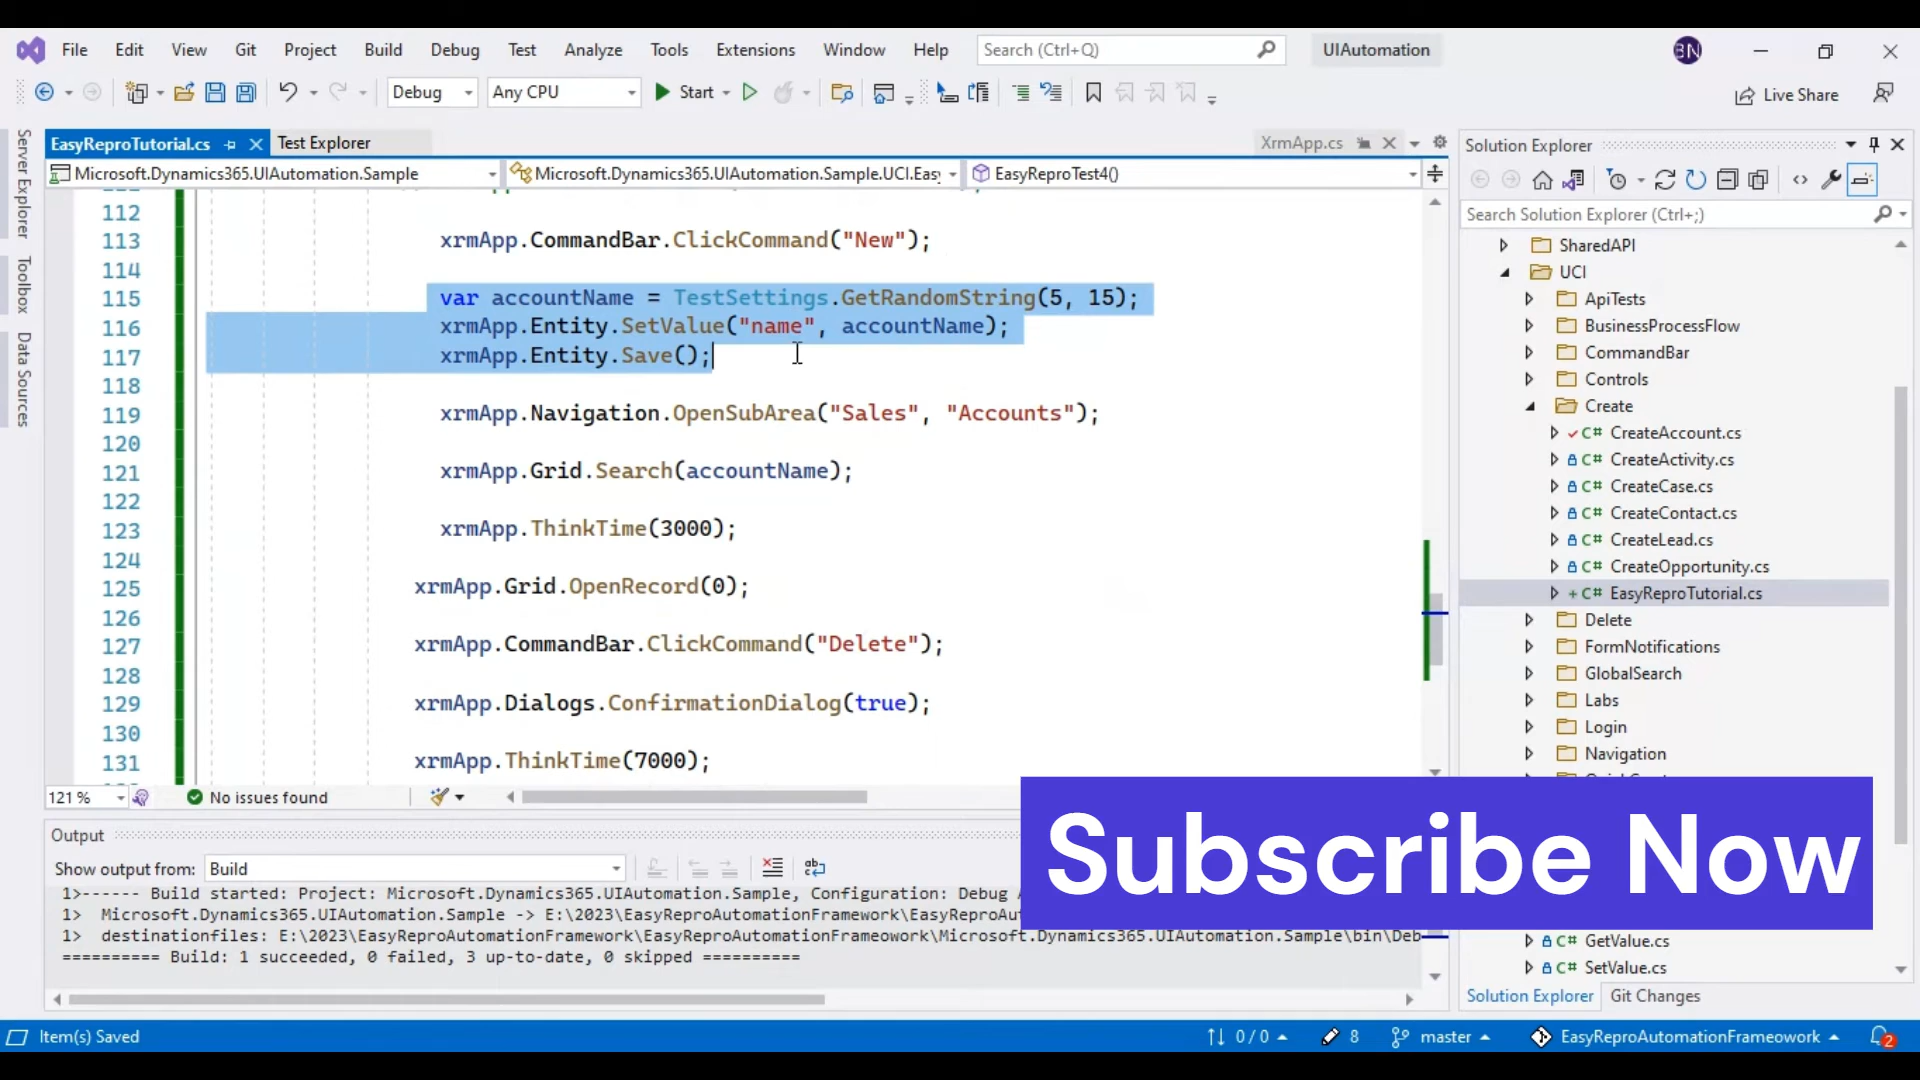 File Edit View Git Project Build Debug Test Analyze Tools Extensions Window Help Search (Ctrl+Q) UIAutomation BN
Debug Any CPU Start Live Share
Server Explorer
Toolbox
Data Sources
EasyReproTutorial.cs Test Explorer XrmApp.cs
Microsoft.Dynamics365.UIAutomation.Sample Microsoft.Dynamics365.UIAutomation.Sample.UCI.Easy EasyReproTest4()
112
113 xrmApp.CommandBar.ClickCommand("New");
114
115 var accountName = TestSettings.GetRandomString(5, 15);
116 xrmApp.Entity.SetValue("name", accountName);
117 xrmApp.Entity.Save();
118
119 xrmApp.Navigation.OpenSubArea("Sales", "Accounts");
120
121 xrmApp.Grid.Search(accountName);
122
123 xrmApp.ThinkTime(3000);
124
125 xrmApp.Grid.OpenRecord(0);
126
127 xrmApp.CommandBar.ClickCommand("Delete");
128
129 xrmApp.Dialogs.ConfirmationDialog(true);
130
131 xrmApp.ThinkTime(7000);
121 % No issues found
Output
Show output from: Build
1>------ Build started: Project: Microsoft.Dynamics365.UIAutomation.Sample, Configuration: Debug
1> Microsoft.Dynamics365.UIAutomation.Sample -> E:\2023\EasyReproAutomationFramework\EasyReproAu
1> destinationfiles: E:\2023\EasyReproAutomationFramework\EasyReproAutomationFrameowork\Microsoft.Dynamics365.UIAutomation.Sample\bin\Deb
========== Build: 1 succeeded, 0 failed, 3 up-to-date, 0 skipped ==========
Solution Explorer
Search Solution Explorer (Ctrl+;)
SharedAPI
UCI
ApiTests
BusinessProcessFlow
CommandBar
Controls
Create
C# CreateAccount.cs
C# CreateActivity.cs
C# CreateCase.cs
C# CreateContact.cs
C# CreateLead.cs
C# CreateOpportunity.cs
+ C# EasyReproTutorial.cs
Delete
FormNotifications
GlobalSearch
Labs
Login
Navigation
Subscribe Now
C# GetValue.cs
C# SetValue.cs
Solution Explorer Git Changes
Item(s) Saved 0 / 0 8 master EasyReproAutomationFrameowork 2